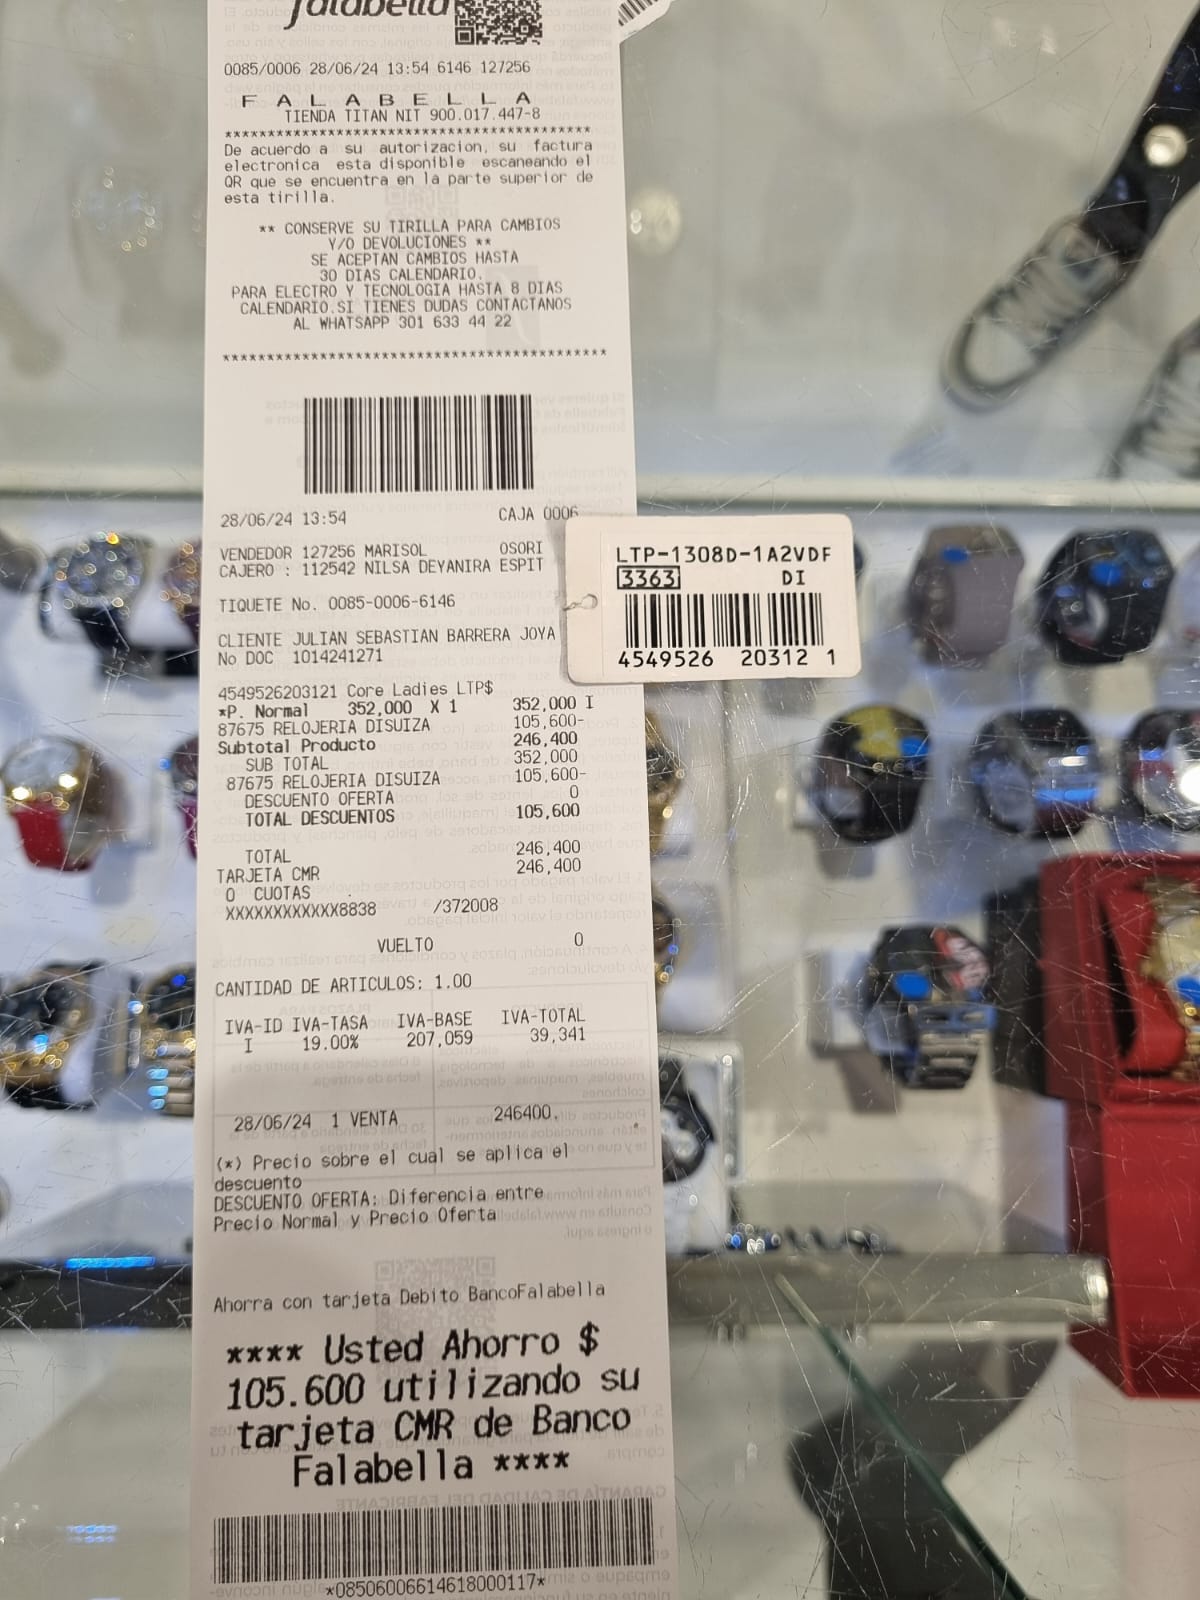 falabella
0085/0006 28/06/24 13:54 6146 127256
F A L A B E L L A
TIENDA TITAN NIT 900.017.447-8
******************************************
De acuerdo a su autorizacion, su factura
electronica esta disponible escaneando el
QR que se encuentra en la parte superior de
esta tirilla.
** CONSERVE SU TIRILLA PARA CAMBIOS
Y/O DEVOLUCIONES **
SE ACEPTAN CAMBIOS HASTA
30 DIAS CALENDARIO.
PARA ELECTRO Y TECNOLOGIA HASTA 8 DIAS
CALENDARIO.SI TIENES DUDAS CONTACTANOS
AL WHATSAPP 301 633 44 22
******************************************
28/06/24 13:54 CAJA 0006
VENDEDOR 127256 MARISOL OSORI
CAJERO : 112542 NILSA DEYANIRA ESPIT
TIQUETE No. 0085-0006-6146
CLIENTE JULIAN SEBASTIAN BARRERA JOYA
No DOC 1014241271
4549526203121 Core Ladies LTP$
*P. Normal 352,000 X 1 352,000 I
87675 RELOJERIA DISUIZA 105,600-
Subtotal Producto 246,400
SUB TOTAL 352,000
87675 RELOJERIA DISUIZA 105,600-
DESCUENTO OFERTA 0
TOTAL DESCUENTOS 105,600
TOTAL 246,400
TARJETA CMR 246,400
0 CUOTAS
XXXXXXXXXXXX8838 /372008
VUELTO 0
CANTIDAD DE ARTICULOS: 1.00
IVA-ID IVA-TASA IVA-BASE IVA-TOTAL
I 19.00% 207,059 39,341
28/06/24 1 VENTA 246400.
(*) Precio sobre el cual se aplica el
descuento
DESCUENTO OFERTA: Diferencia entre
Precio Normal y Precio Oferta
Ahorra con tarjeta Debito BancoFalabella
**** Usted Ahorro $
105.600 utilizando su
tarjeta CMR de Banco
Falabella ****
*08506006614618000117*
LTP-1308D-1A2VDF
3363 DI
4549526 20312 1